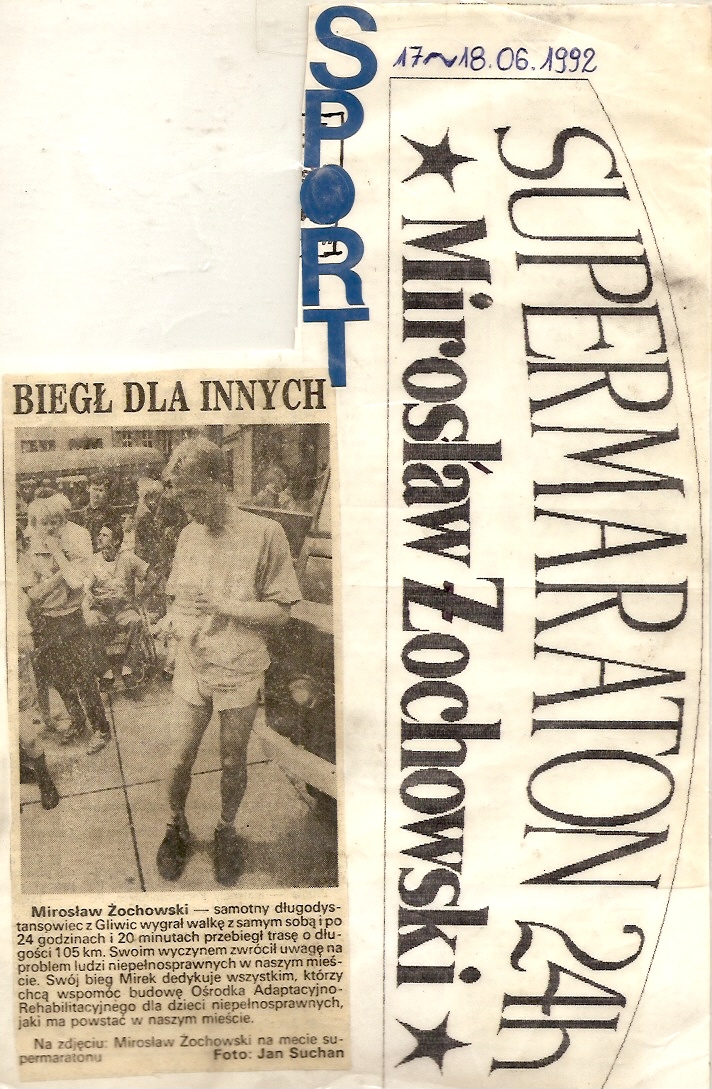 SPORT
17~18.06.1992
SUPERMARATON 24h
★ Mirosław Żochowski ★
BIEGŁ DLA INNYCH
Mirosław Żochowski — samotny długodys-
tansowiec z Gliwic wygrał walkę z samym sobą i po
24 godzinach i 20 minutach przebiegł trasę o dłu-
gości 105 km. Swoim wyczynem zwrócił uwagę na
problem ludzi niepełnosprawnych w naszym mieś-
cie. Swój bieg Mirek dedykuje wszystkim, którzy
chcą wspomóc budowę Ośrodka Adaptacyjno-
Rehabilitacyjnego dla dzieci niepełnosprawnych,
jaki ma powstać w naszym mieście.
Na zdjęciu: Mirosław Żochowski na mecie su-
permaratonu Foto: Jan Suchan